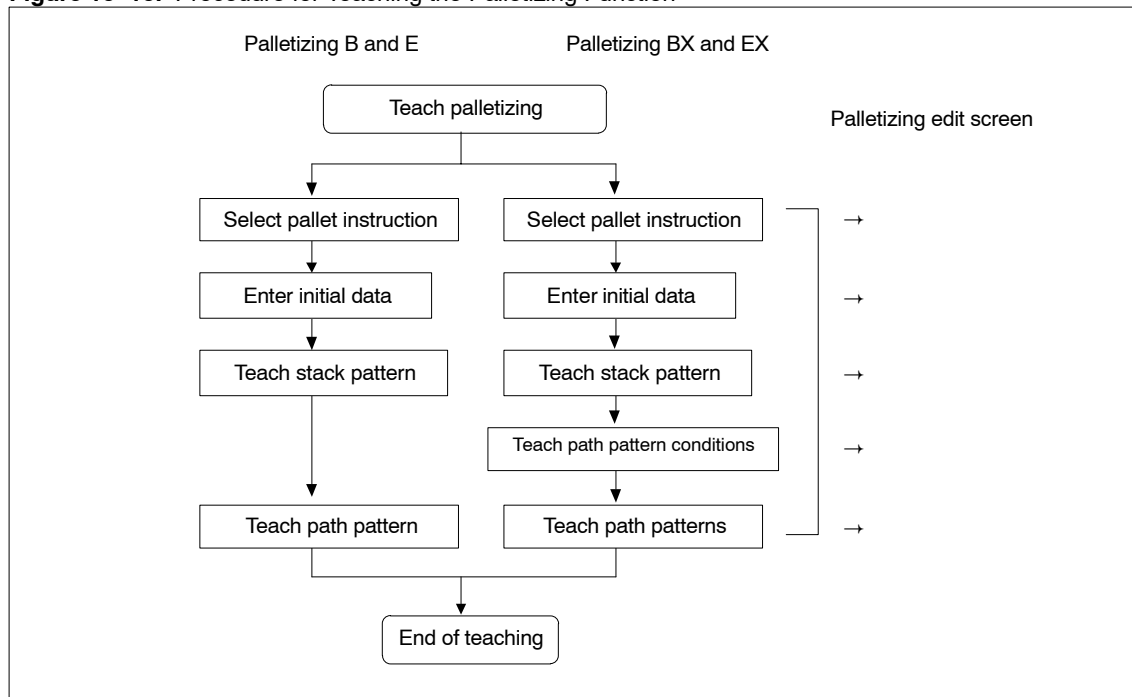 Palletizing B and E
Palletizing BX and EX
Teach palletizing
Palletizing edit screen
Select pallet instruction
Select pallet instruction
→
Enter initial data
Enter initial data
→
Teach stack pattern
Teach stack pattern
→
Teach path pattern conditions
→
Teach path pattern
Teach path patterns
→
End of teaching